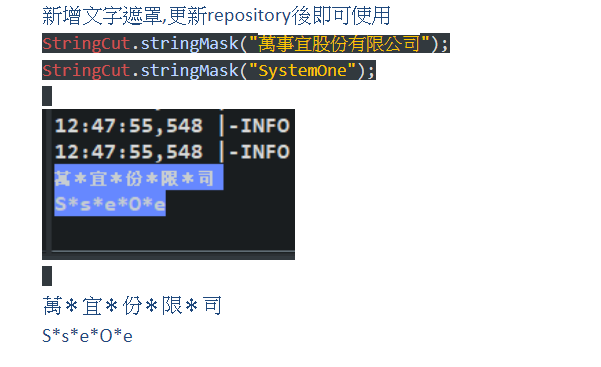 新增文字遮罩,更新repository後即可使用
StringCut.stringMask("萬事宜股份有限公司");
StringCut.stringMask("SystemOne");
12:47:55,548 |-INFO
12:47:55,548 |-INFO
萬＊宜＊份＊限＊司
S*s*e*O*e
萬＊宜＊份＊限＊司
S*s*e*O*e